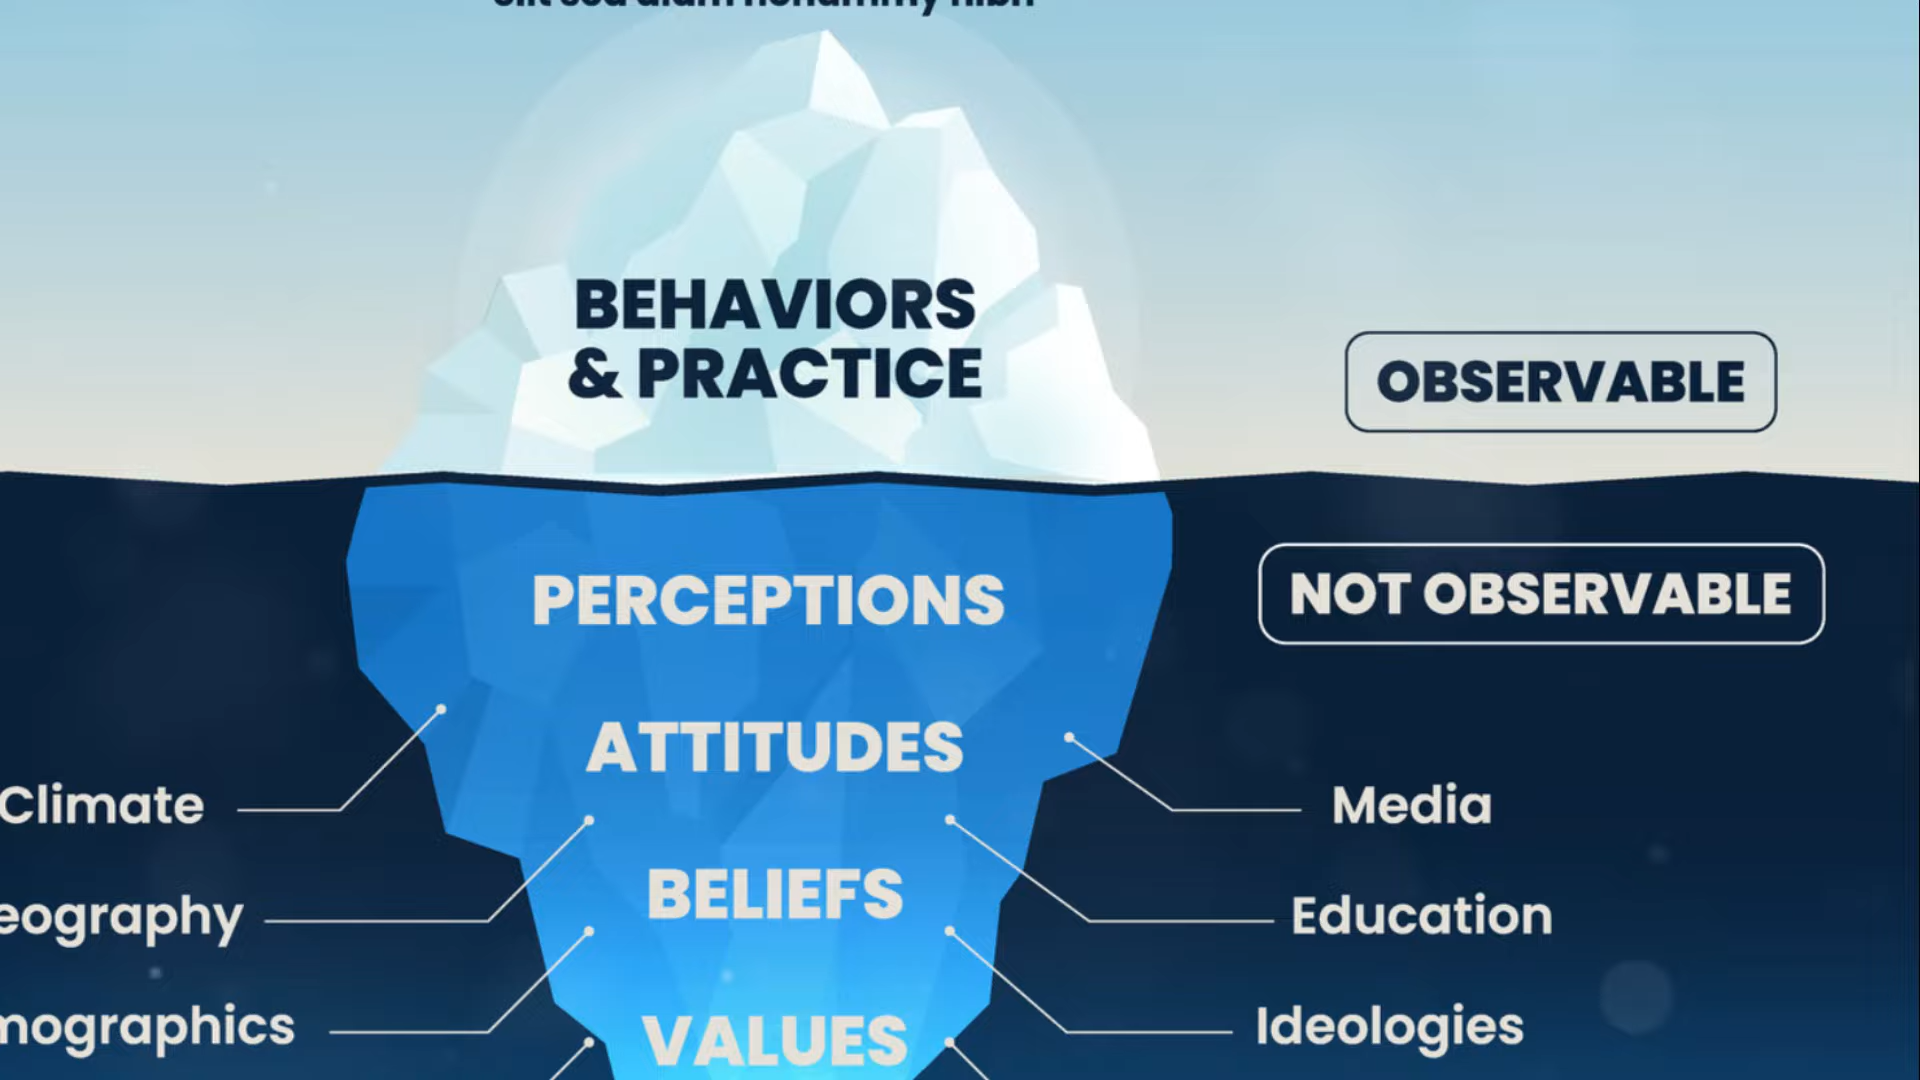 BEHAVIORS
& PRACTICE
OBSERVABLE
NOT OBSERVABLE
PERCEPTIONS
ATTITUDES
Climate
Media
BELIEFS
eography
Education
mographics
Ideologies
VALUES